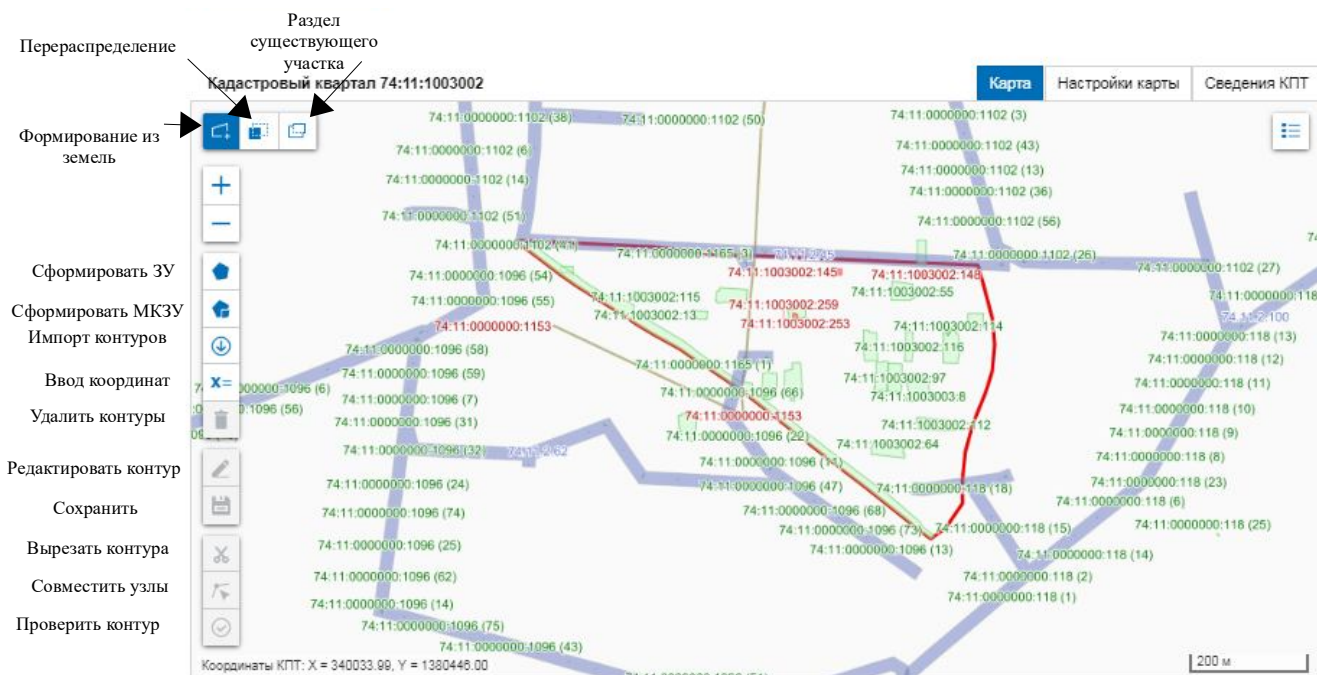 Раздел
существующего
участка
Перераспределение
Формирование из
земель
Кадастровый квартал 74:11:1003002
Карта
Настройки карты
Сведения КПТ
74:11:0000000:1102 (38)
74:11:0000000:1102 (50)
74:11:0000000:1102 (3)
74:11:0000000:1102 (6)
74:11:0000000:1102 (43)
74:11:0000000:1102 (14)
74:11:0000000:1102 (13)
74:11:0000000:1102 (36)
74:11:0000000:1102 (51)
74:11:0000000:1102 (56)
74:11:0000000:1102 (41)
74:11:0000000:1165 (3)
74:11:0000000:1102 (26)
74:11:0000000:1102 (27)
Сформировать ЗУ
74:11:0000000:1096 (54)
74:11:1003002:145
74:11:1003002:148
74:11:0000000:1096 (55)
74:11:1003002:115
74:11:1003002:55
74:11:0000000:118
Сформировать МКЗУ
74:11:1003002:13
74:11:1003002:259
74:11:2.100
74:11:0000000:1153
74:11:1003002:253
74:11:1003002:114
74:11:0000000:118 (13)
Импорт контуров
74:11:0000000:1096 (58)
74:11:1003002:116
74:11:0000000:118 (12)
Ввод координат
X=
74:11:0000000:1096 (59)
74:11:0000000:1165 (1)
74:11:1003002:97
74:11:0000000:118 (11)
0000000:1096 (6)
74:11:0000000:1096 (7)
74:11:0000000:1096 (66)
74:11:1003003:8
74:11:0000000:118 (10)
Удалить контуры
74:11:0000000:1096 (31)
74:11:0000000:1153
74:11:1003002:112
74:11:0000000:118 (9)
74:11:0000000:1096 (32)
74:11:0000000:1096 (22)
74:11:1003002:64
74:11:0000000:118 (8)
Редактировать контур
74:11:0000000:1096 (24)
74:11:0000000:1096 (47)
74:11:0000000:118 (18)
74:11:0000000:118 (23)
74:11:0000000:118 (6)
Сохранить
74:11:0000000:1096 (74)
74:11:0000000:1096 (68)
74:11:0000000:118 (25)
74:11:0000000:1096 (73)
74:11:0000000:118 (15)
Вырезать контура
74:11:0000000:1096 (25)
74:11:0000000:1096 (13)
74:11:0000000:118 (14)
Совместить узлы
74:11:0000000:1096 (62)
74:11:0000000:118 (2)
74:11:0000000:1096 (14)
74:11:0000000:118 (1)
Проверить контур
74:11:0000000:1096 (75)
74:11:0000000:1096 (43)
Координаты КПТ: X = 340033.99, Y = 1380446.00
200 м